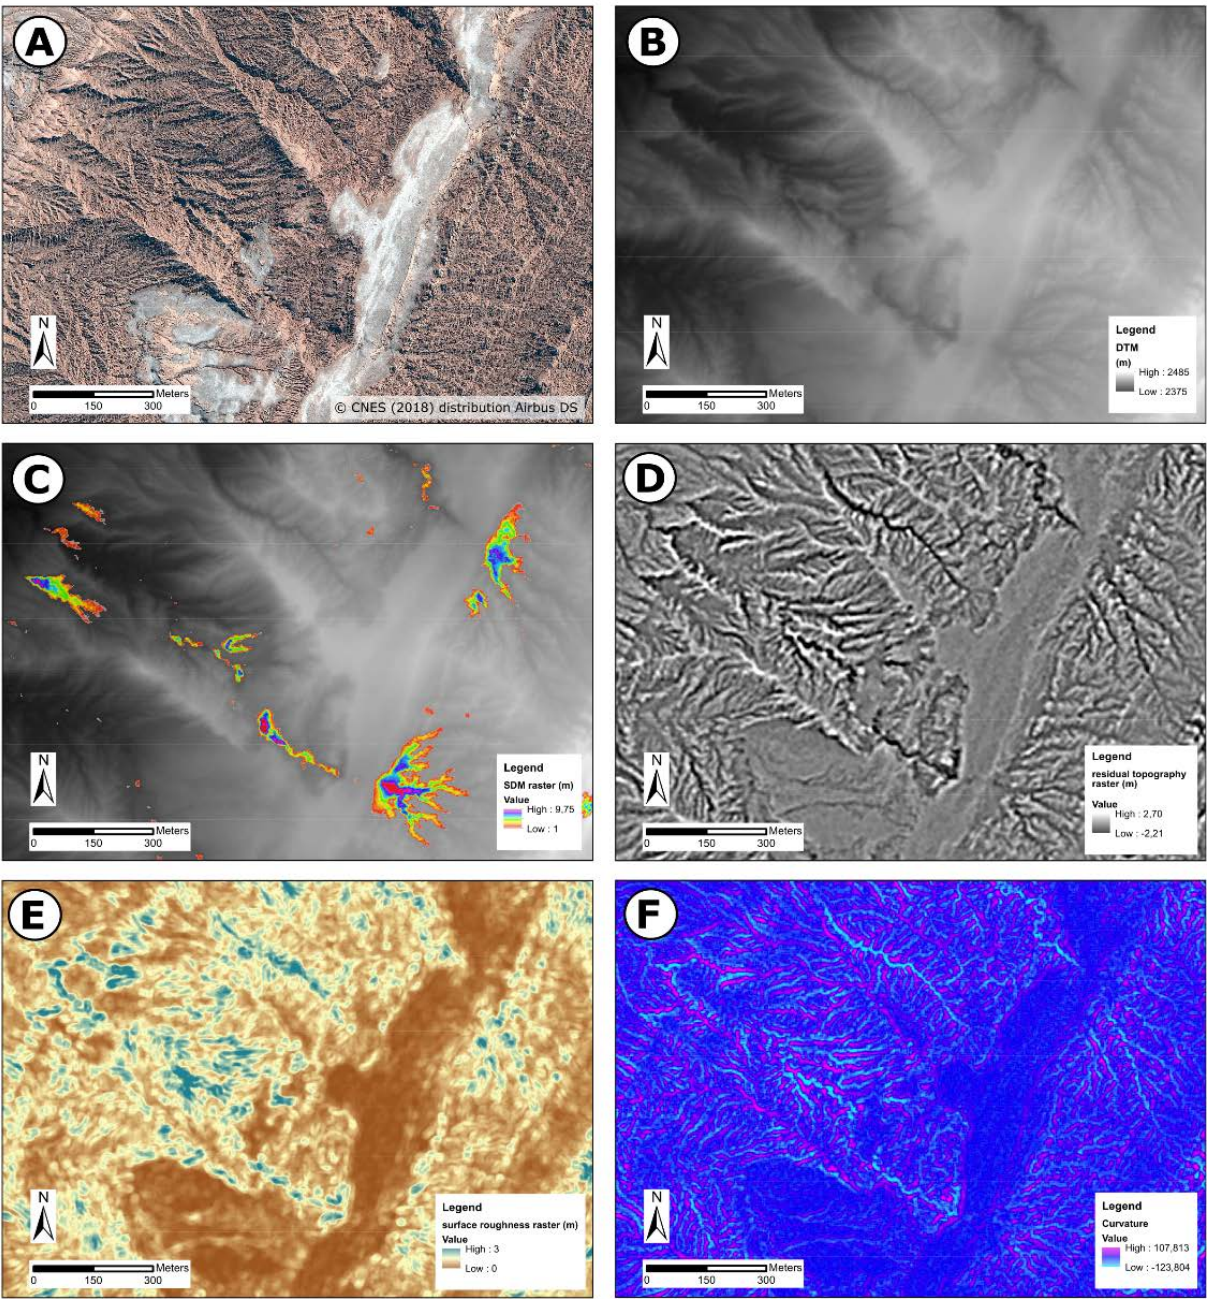 A
N
Meters
0 150 300
© CNES (2018) distribution Airbus DS
B
N
Meters
0 150 300
Legend
DTM
(m)
High : 2485
Low : 2375
C
N
Meters
0 150 300
Legend
SDM raster (m)
Value
High : 9,75
Low : 1
D
N
Meters
0 150 300
Legend
residual topography
raster (m)
Value
High : 2,70
Low : -2,21
E
N
Meters
0 150 300
Legend
surface roughness raster (m)
Value
High : 3
Low : 0
F
N
Meters
0 150 300
Legend
Curvature
Value
High : 107,813
Low : -123,804